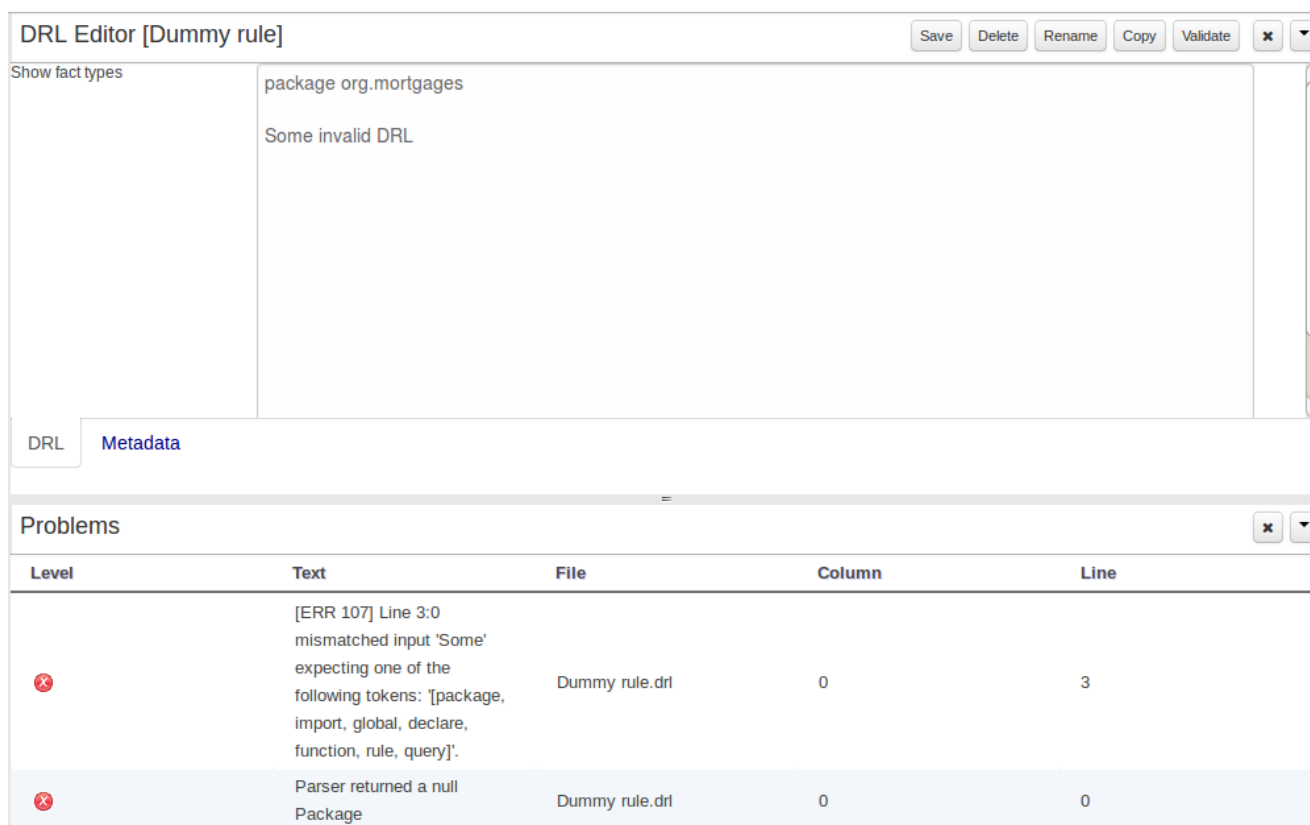 DRL Editor [Dummy rule]
Save Delete Rename Copy Validate
Show fact types
package org.mortgages
Some invalid DRL
DRL Metadata
Problems
Level Text File Column Line
[ERR 107] Line 3:0
mismatched input 'Some'
expecting one of the
following tokens: '[package,
import, global, declare,
function, rule, query]'.
Dummy rule.drl 0 3
Parser returned a null
Package
Dummy rule.drl 0 0